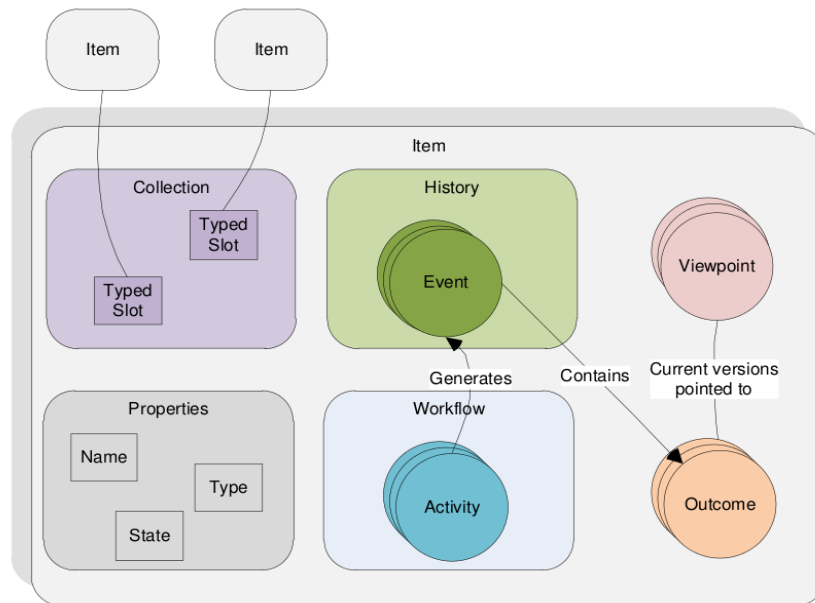 Item
Item
Item
Collection
Typed
Slot
Typed
Slot
History
Event
Viewpoint
Generates
Contains
Current versions
pointed to
Properties
Name
Type
State
Workflow
Activity
Outcome